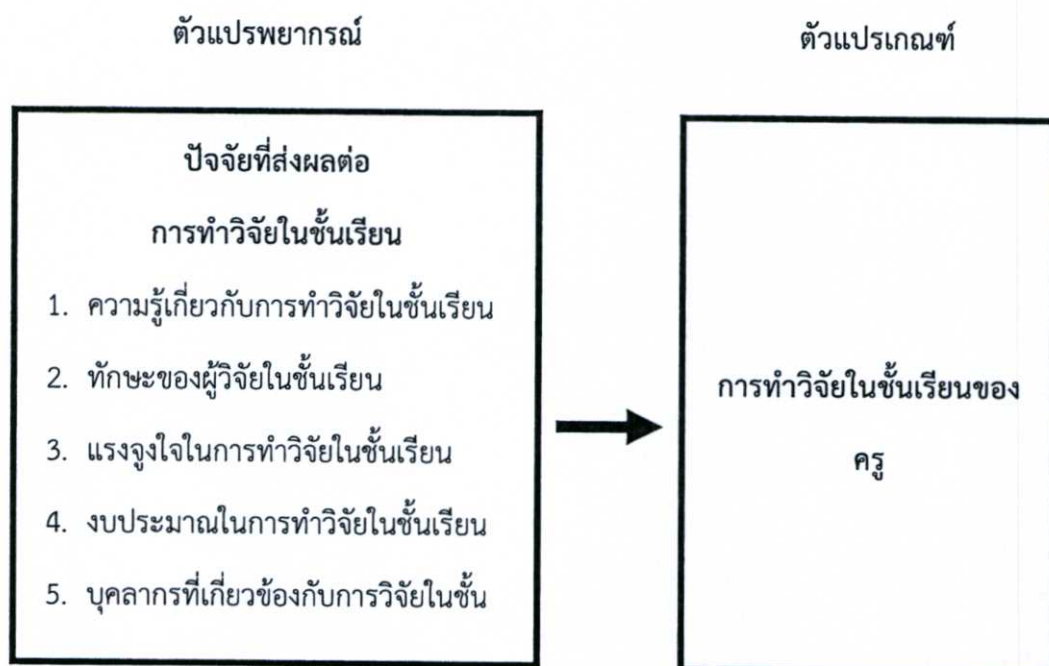 ตัวแปรพยากรณ์
ตัวแปรเกณฑ์
ปัจจัยที่ส่งผลต่อ
การทำวิจัยในชั้นเรียน
1. ความรู้เกี่ยวกับการทำวิจัยในชั้นเรียน
2. ทักษะของผู้วิจัยในชั้นเรียน
3. แรงจูงใจในการทำวิจัยในชั้นเรียน
4. งบประมาณในการทำวิจัยในชั้นเรียน
5. บุคลากรที่เกี่ยวข้องกับการวิจัยในชั้น
การทำวิจัยในชั้นเรียนของ
ครู